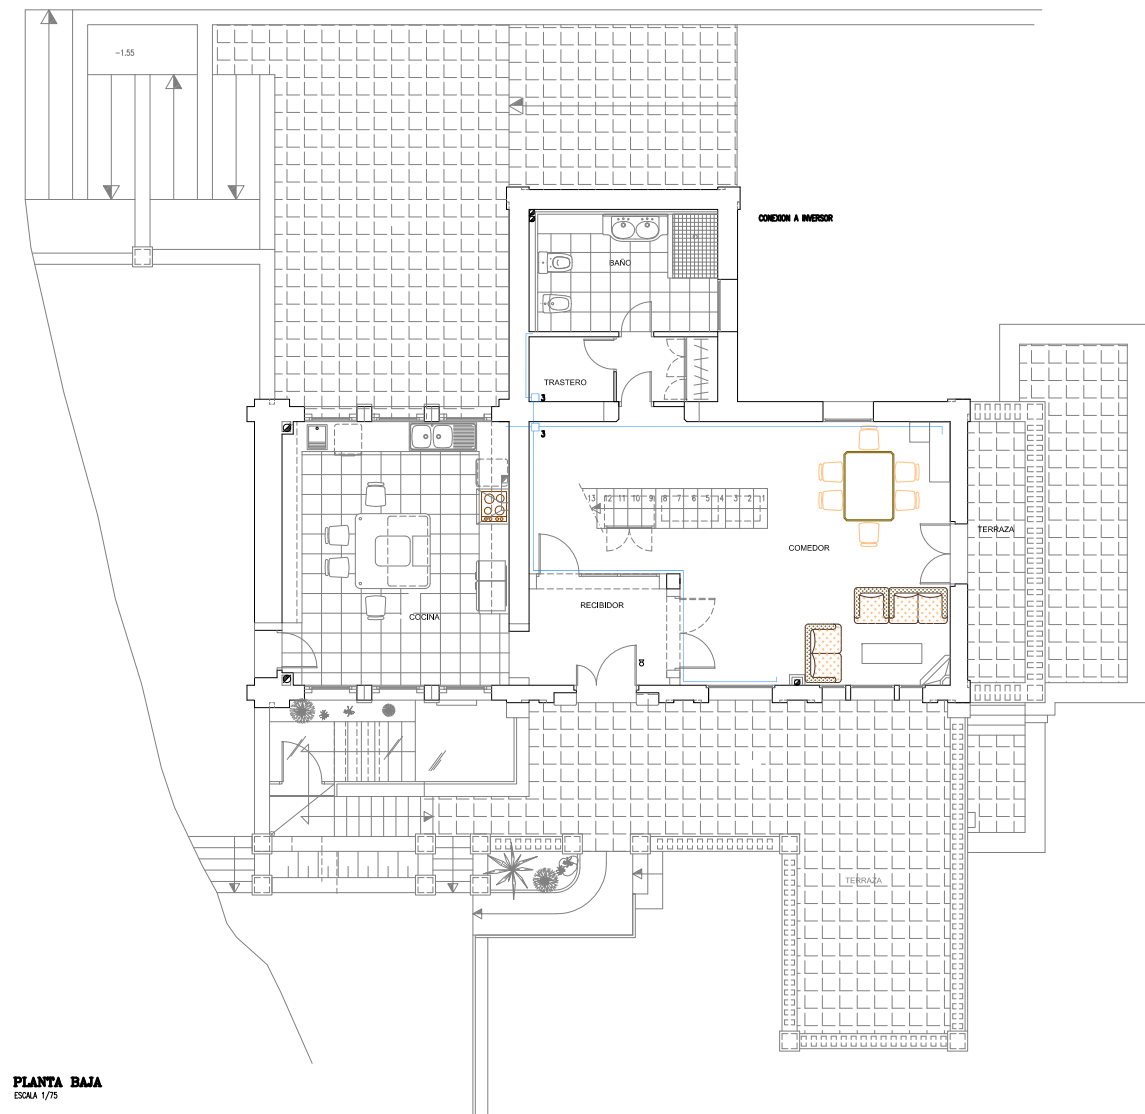 -1.55
CONEXION A INVERSOR
BAÑO
TRASTERO
3
3
13 12 11 10 9 8 7 6 5 4 3 2 1
TERRAZA
COMEDOR
RECIBIDOR
COCINA
TERRAZA
PLANTA BAJA
ESCALA 1/75